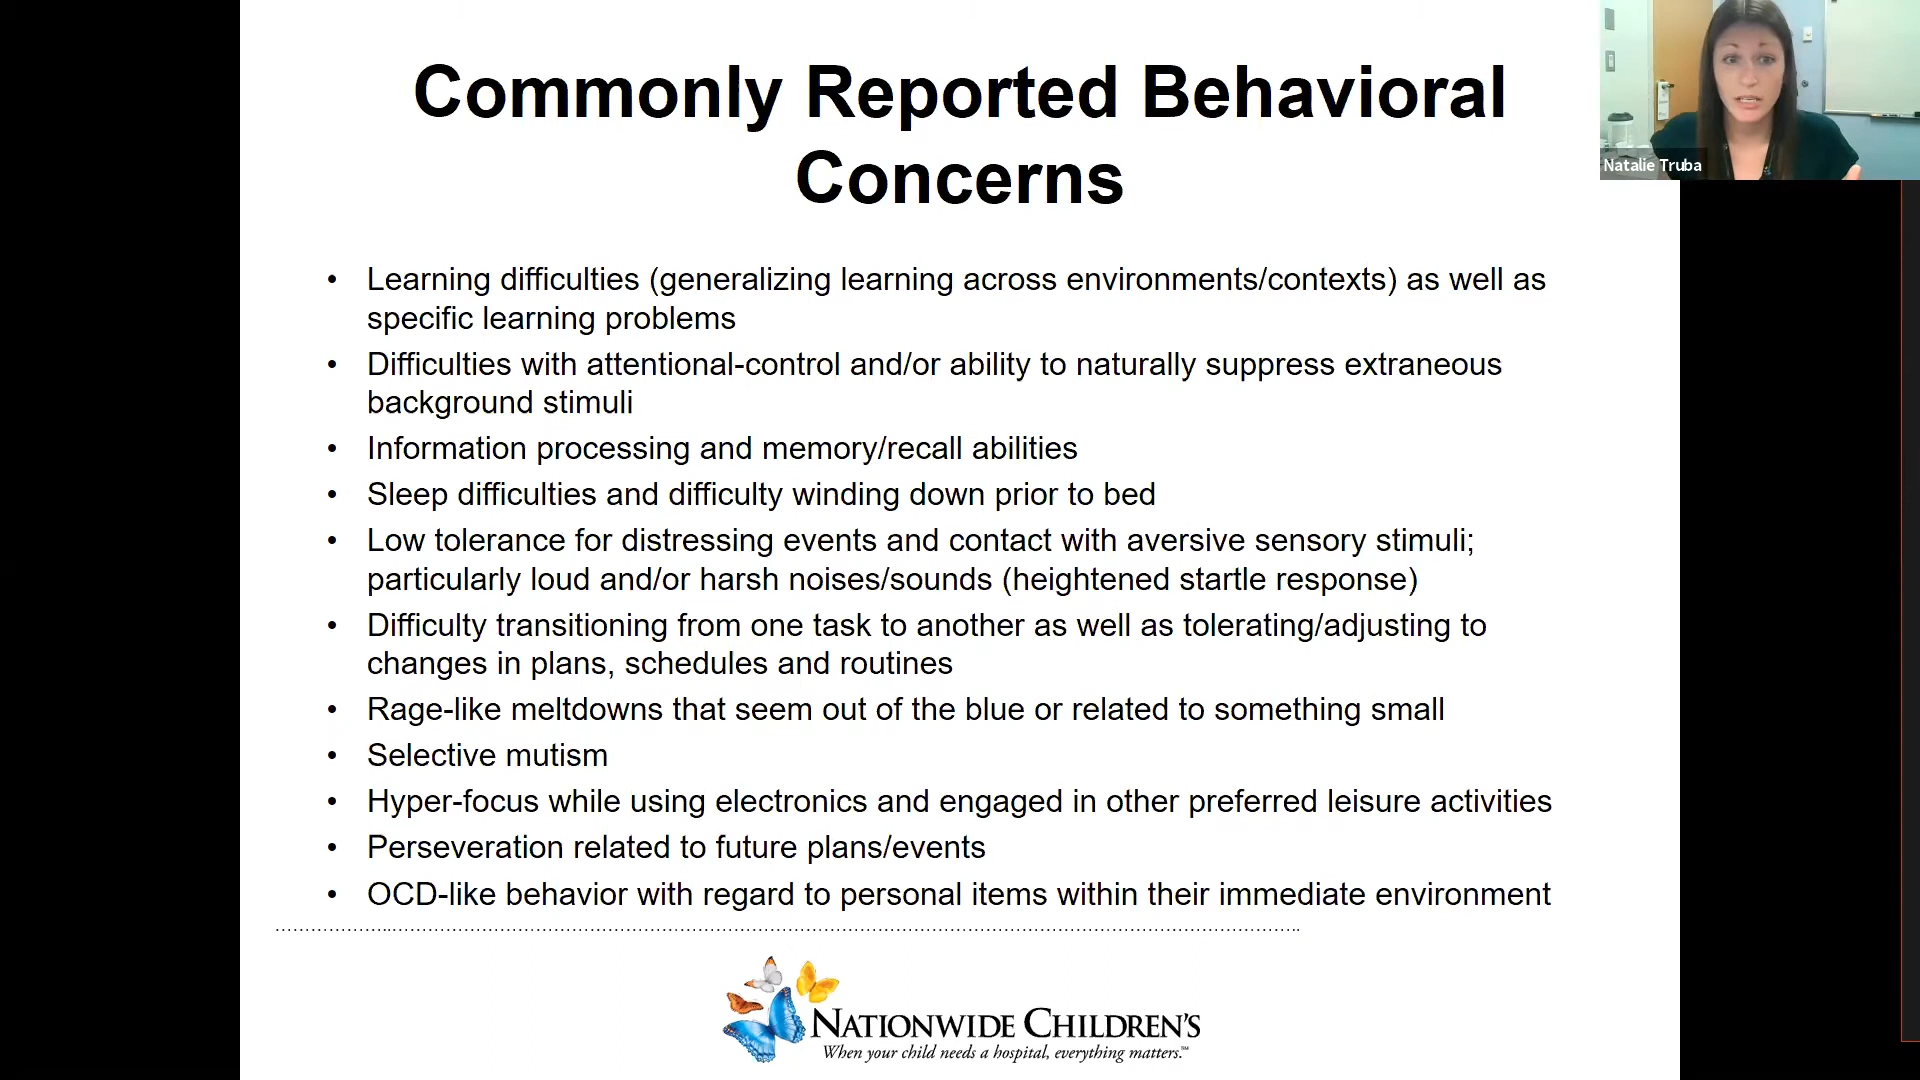 Commonly Reported Behavioral
Concerns
Natalie Truba
• Learning difficulties (generalizing learning across environments/contexts) as well as
specific learning problems
• Difficulties with attentional-control and/or ability to naturally suppress extraneous
background stimuli
• Information processing and memory/recall abilities
• Sleep difficulties and difficulty winding down prior to bed
• Low tolerance for distressing events and contact with aversive sensory stimuli;
particularly loud and/or harsh noises/sounds (heightened startle response)
• Difficulty transitioning from one task to another as well as tolerating/adjusting to
changes in plans, schedules and routines
• Rage-like meltdowns that seem out of the blue or related to something small
• Selective mutism
• Hyper-focus while using electronics and engaged in other preferred leisure activities
• Perseveration related to future plans/events
• OCD-like behavior with regard to personal items within their immediate environment
NATIONWIDE CHILDREN'S
When your child needs a hospital, everything matters.℠